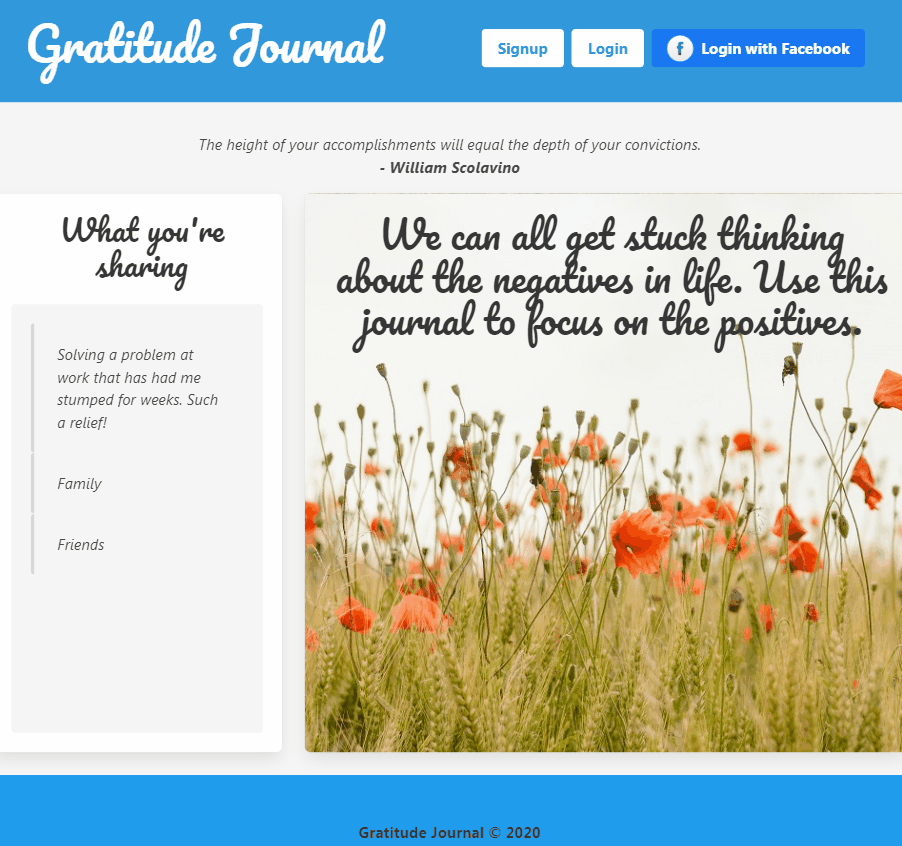 Gratitude Journal
Signup
Login
Login with Facebook
The height of your accomplishments will equal the depth of your convictions.
- William Scolavino
What you're
sharing
Solving a problem at
work that has had me
stumped for weeks. Such
a relief!
Family
Friends
We can all get stuck thinking
about the negatives in life. Use this
journal to focus on the positives.
Gratitude Journal © 2020